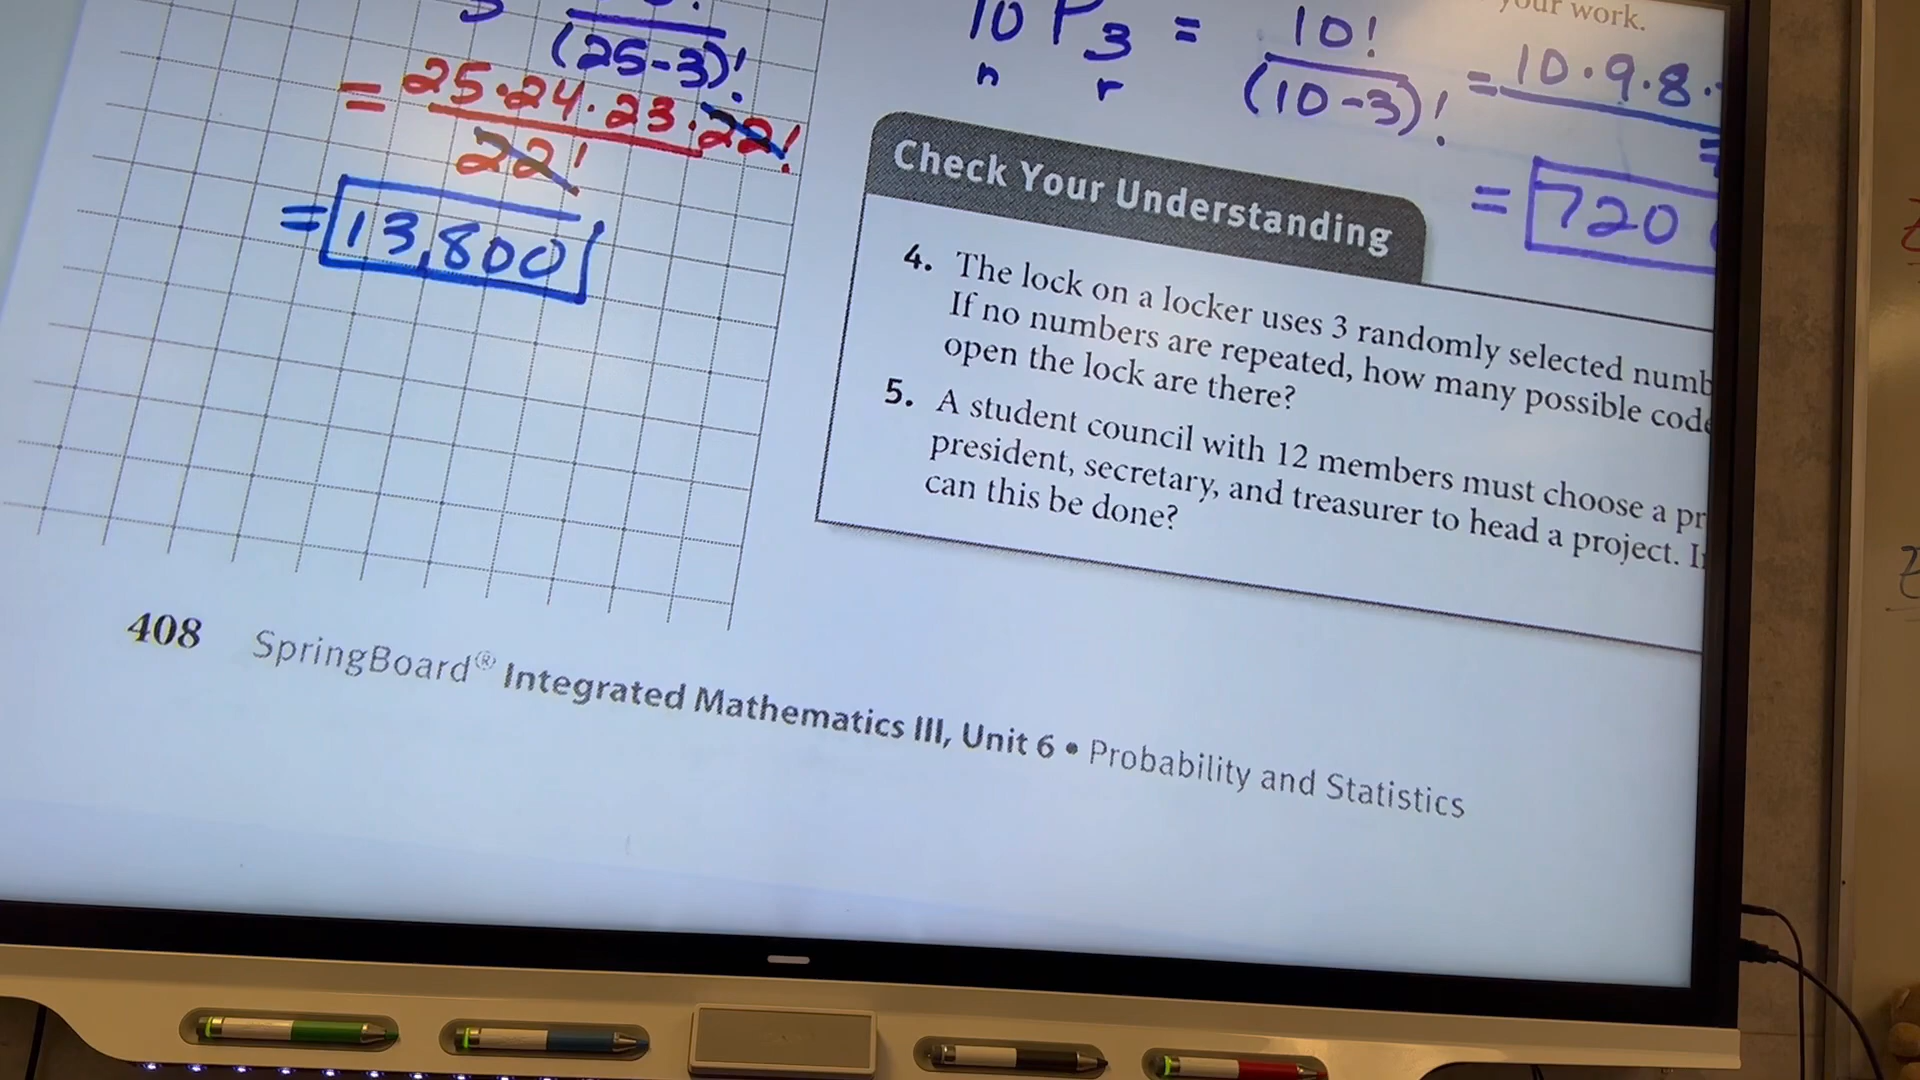 (25-3)!
= 25·24·23·22!
22!
= 13,800
your work.
10 P 3 = 10!
n r (10-3)! = 10·9·8·
= 720
Check Your Understanding
4. The lock on a locker uses 3 randomly selected
If no numbers are repeated, how many possible
open the lock are there?
5. A student council with 12 members must choose a
president, secretary, and treasurer to head a project.
can this be done?
408 SpringBoard® Integrated Mathematics III, Unit 6 • Probability and Statistics